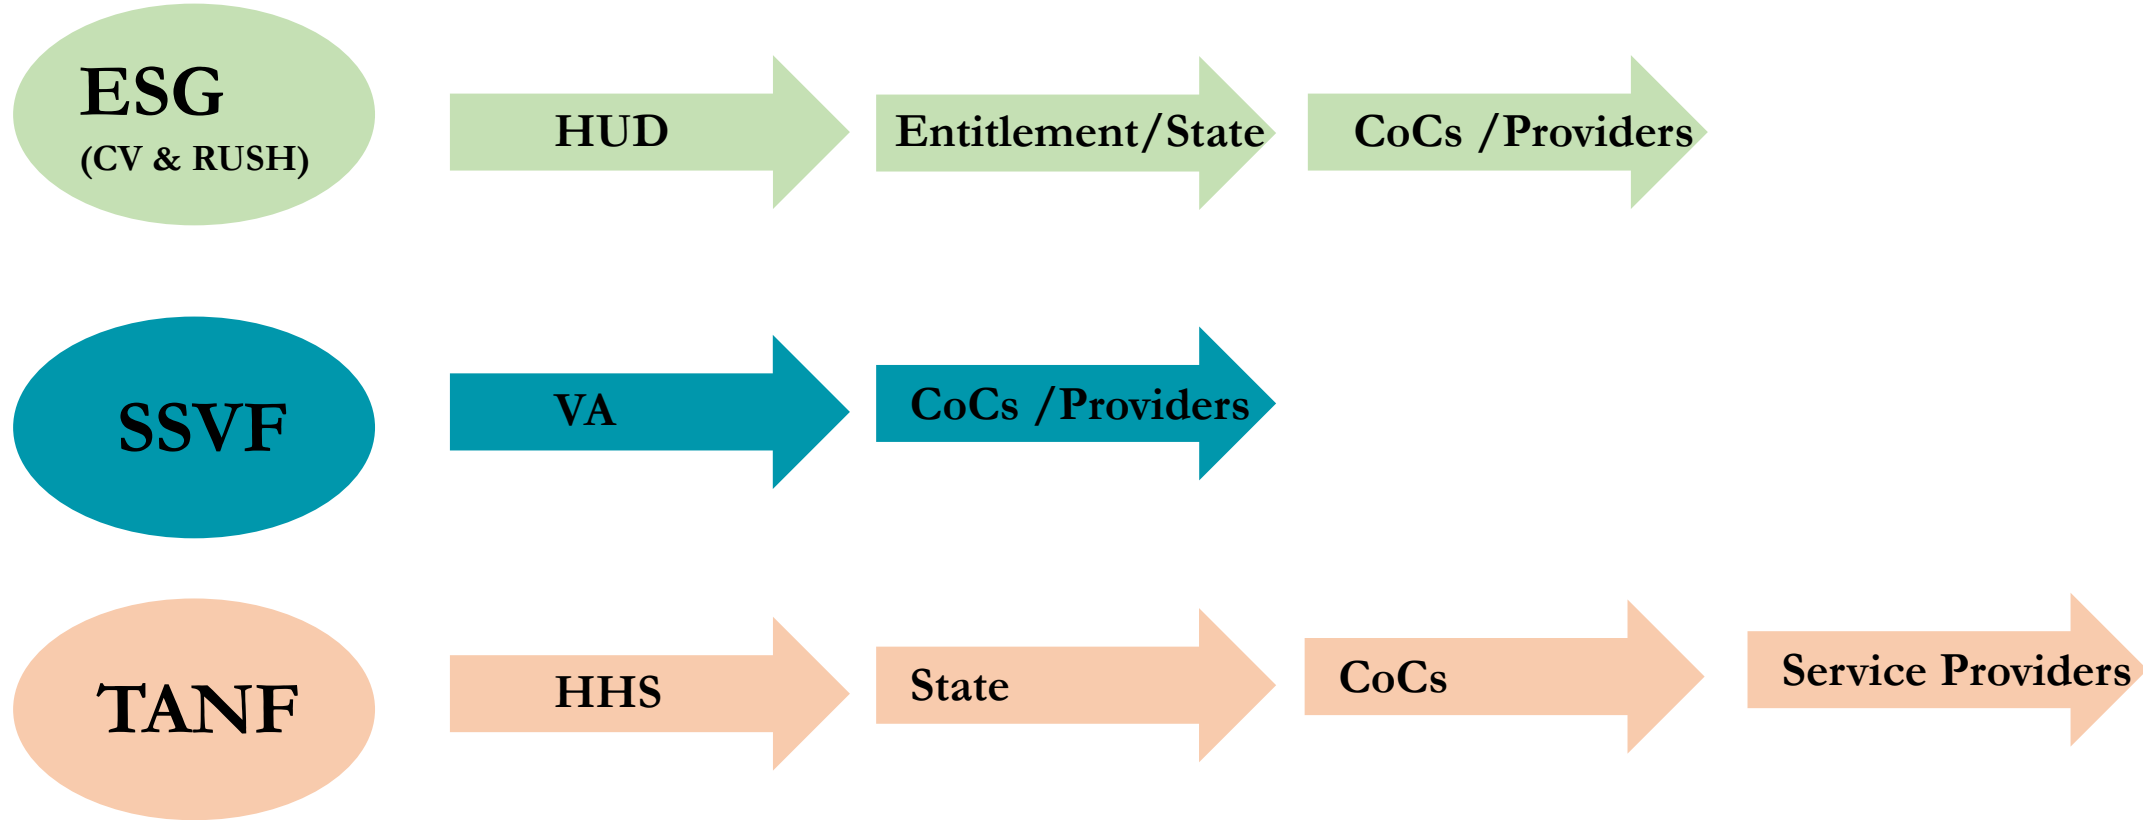 ESG
(CV & RUSH)
HUD
Entitlement/State
CoCs /Providers
SSVF
VA
CoCs /Providers
TANF
HHS
State
CoCs
Service Providers